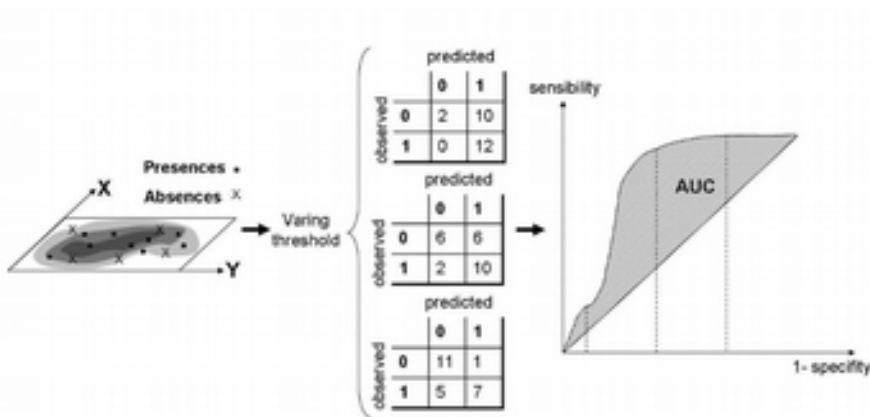 Presences •
Absences X
X
Y
Varing
threshold
predicted
0 1
observed
0 2 10
1 0 12
predicted
0 1
observed
0 6 6
1 2 10
predicted
0 1
observed
0 11 1
1 5 7
sensibility
AUC
1- specifity